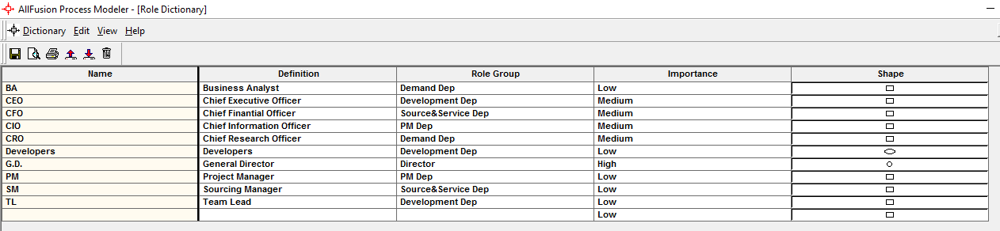 AllFusion Process Modeler - [Role Dictionary]
Dictionary Edit View Help
Name Definition Role Group Importance Shape
BA Business Analyst Demand Dep Low
CEO Chief Executive Officer Development Dep Medium
CFO Chief Finantial Officer Source&Service Dep Medium
CIO Chief Information Officer PM Dep Medium
CRO Chief Research Officer Demand Dep Medium
Developers Developers Development Dep Low
G.D. General Director Director High
PM Project Manager PM Dep Low
SM Sourcing Manager Source&Service Dep Low
TL Team Lead Development Dep Low
Low